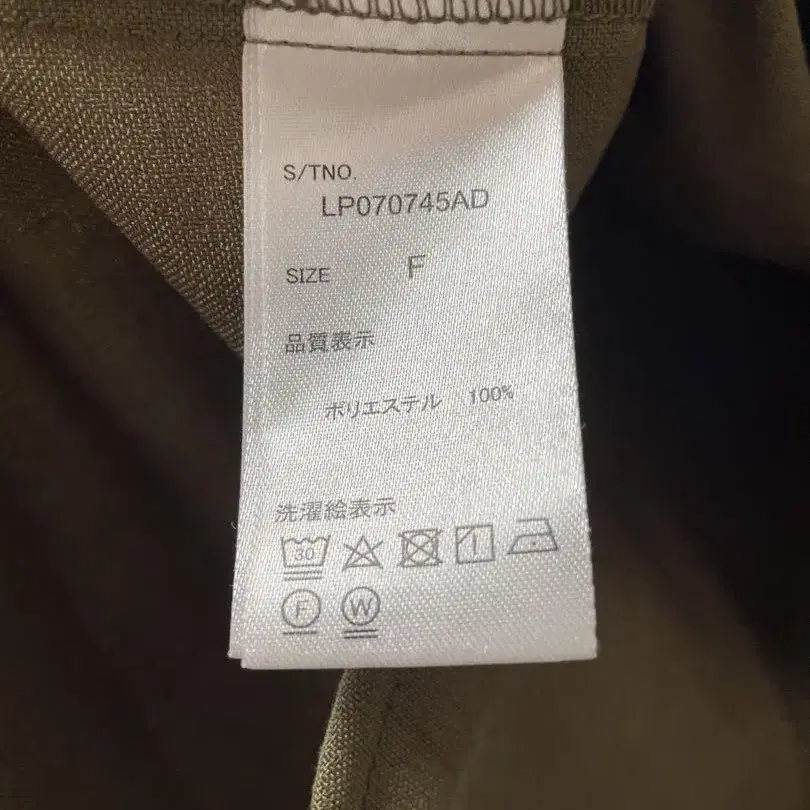 S/TNO.
LP070745AD
SIZE F
品質表示
ポリエステル 100%
洗濯絵表示
30
F W